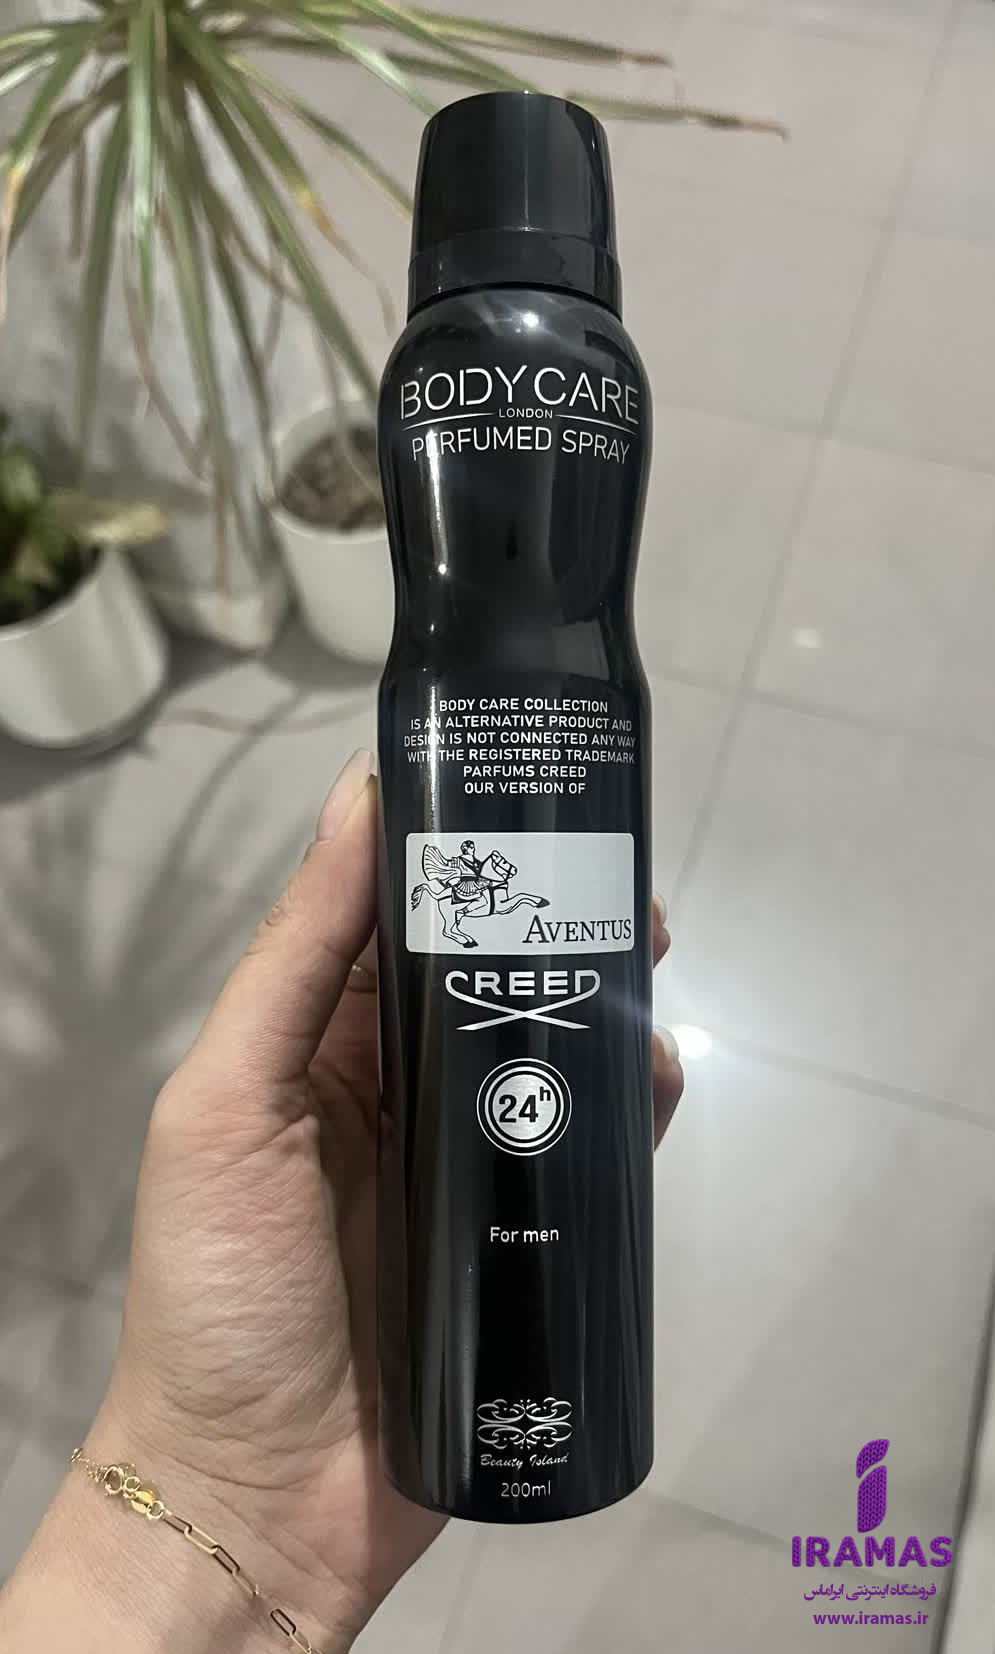 BODY CARE
LONDON
PERFUMED SPRAY
BODY CARE COLLECTION
IS AN ALTERNATIVE PRODUCT AND
DESIGN IS NOT CONNECTED ANY WAY
WITH THE REGISTERED TRADEMARK
PARFUMS CREED
OUR VERSION OF
AVENTUS
CREED
24h
For men
Beauty Island
200ml
IRAMAS
فروشگاه اینترنتی ایراماس
www.iramas.ir